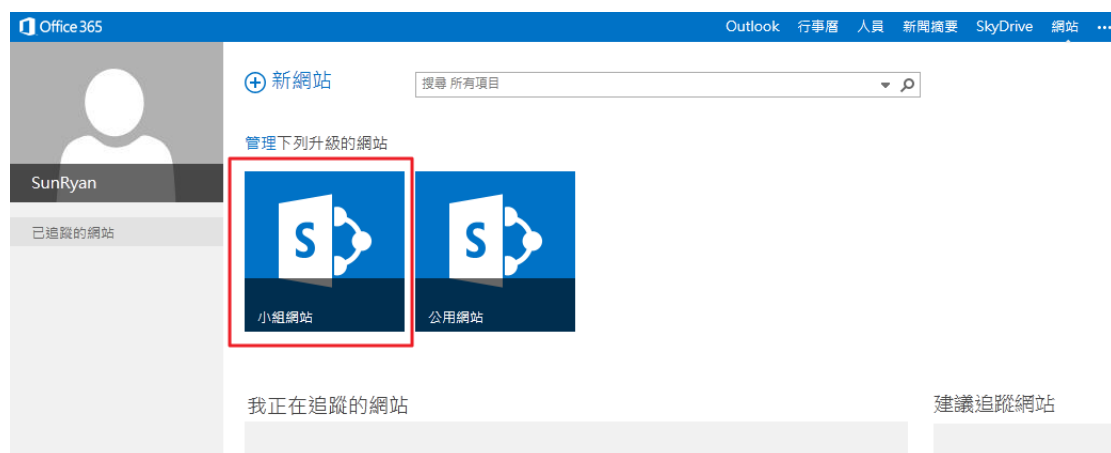 Office 365
Outlook 行事曆 人員 新聞摘要 SkyDrive 網站 •••
新網站
搜尋 所有項目
管理下列升級的網站
SunRyan
已追蹤的網站
S S
小組網站 公用網站
我正在追蹤的網站
建議追蹤網站